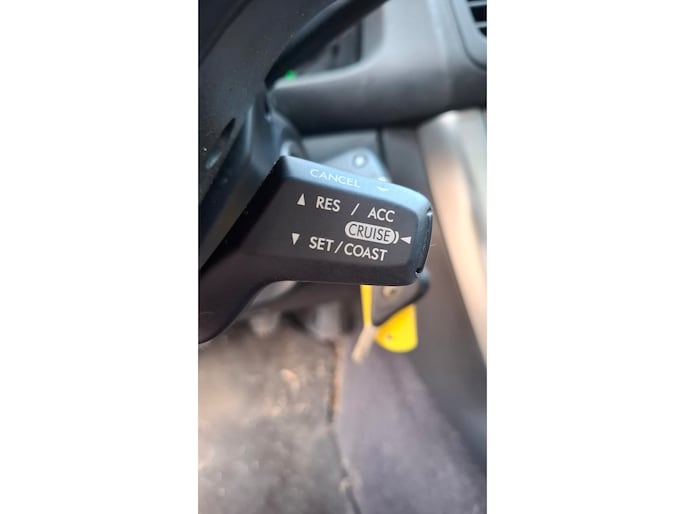 CANCEL
▲ RES / ACC
CRUISE
▼ SET/COAST